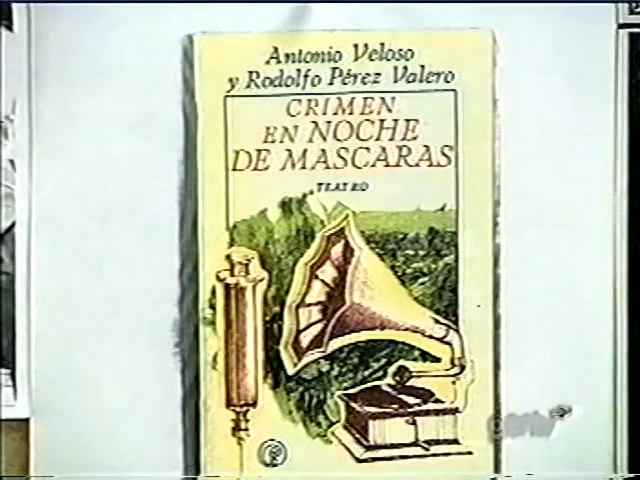 Antonio Veloso
y Rodolfo Pérez Valero
CRIMEN
EN NOCHE
DE MASCARAS
TEATRO